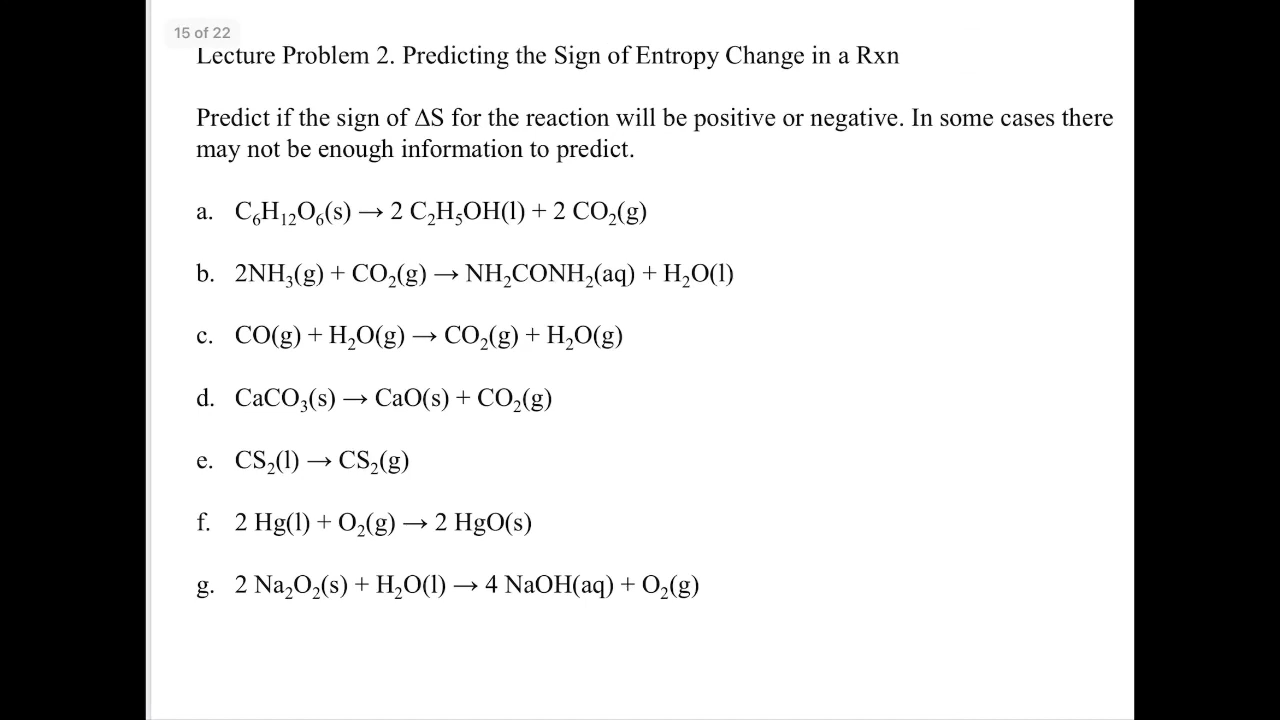 15 of 22
Lecture Problem 2. Predicting the Sign of Entropy Change in a Rxn
Predict if the sign of ΔS for the reaction will be positive or negative. In some cases there
may not be enough information to predict.
a. C₆H₁₂O₆(s) → 2 C₂H₅OH(l) + 2 CO₂(g)
b. 2NH₃(g) + CO₂(g) → NH₂CONH₂(aq) + H₂O(l)
c. CO(g) + H₂O(g) → CO₂(g) + H₂O(g)
d. CaCO₃(s) → CaO(s) + CO₂(g)
e. CS₂(l) → CS₂(g)
f. 2 Hg(l) + O₂(g) → 2 HgO(s)
g. 2 Na₂O₂(s) + H₂O(l) → 4 NaOH(aq) + O₂(g)